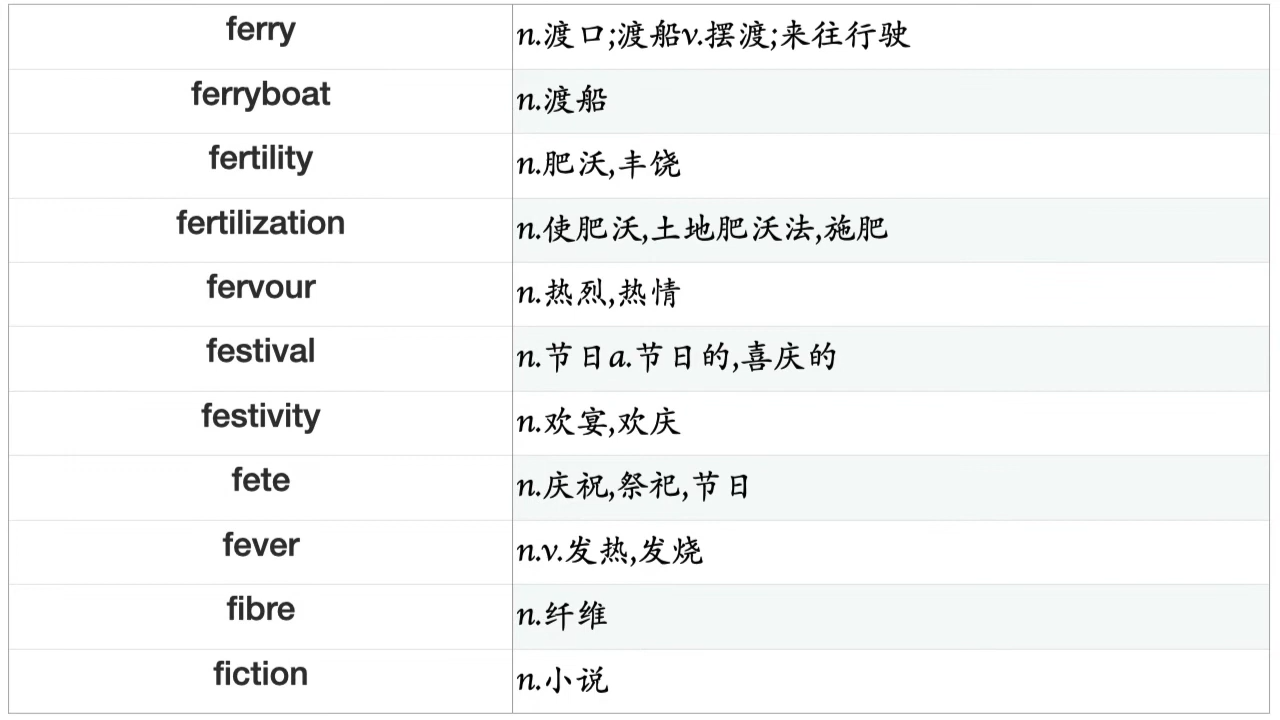 ferry n.渡口;渡船v.摆渡;来往行驶
ferryboat n.渡船
fertility n.肥沃,丰饶
fertilization n.使肥沃,土地肥沃法,施肥
fervour n.热烈,热情
festival n.节日a.节日的,喜庆的
festivity n.欢宴,欢庆
fete n.庆祝,祭祀,节日
fever n.v.发热,发烧
fibre n.纤维
fiction n.小说